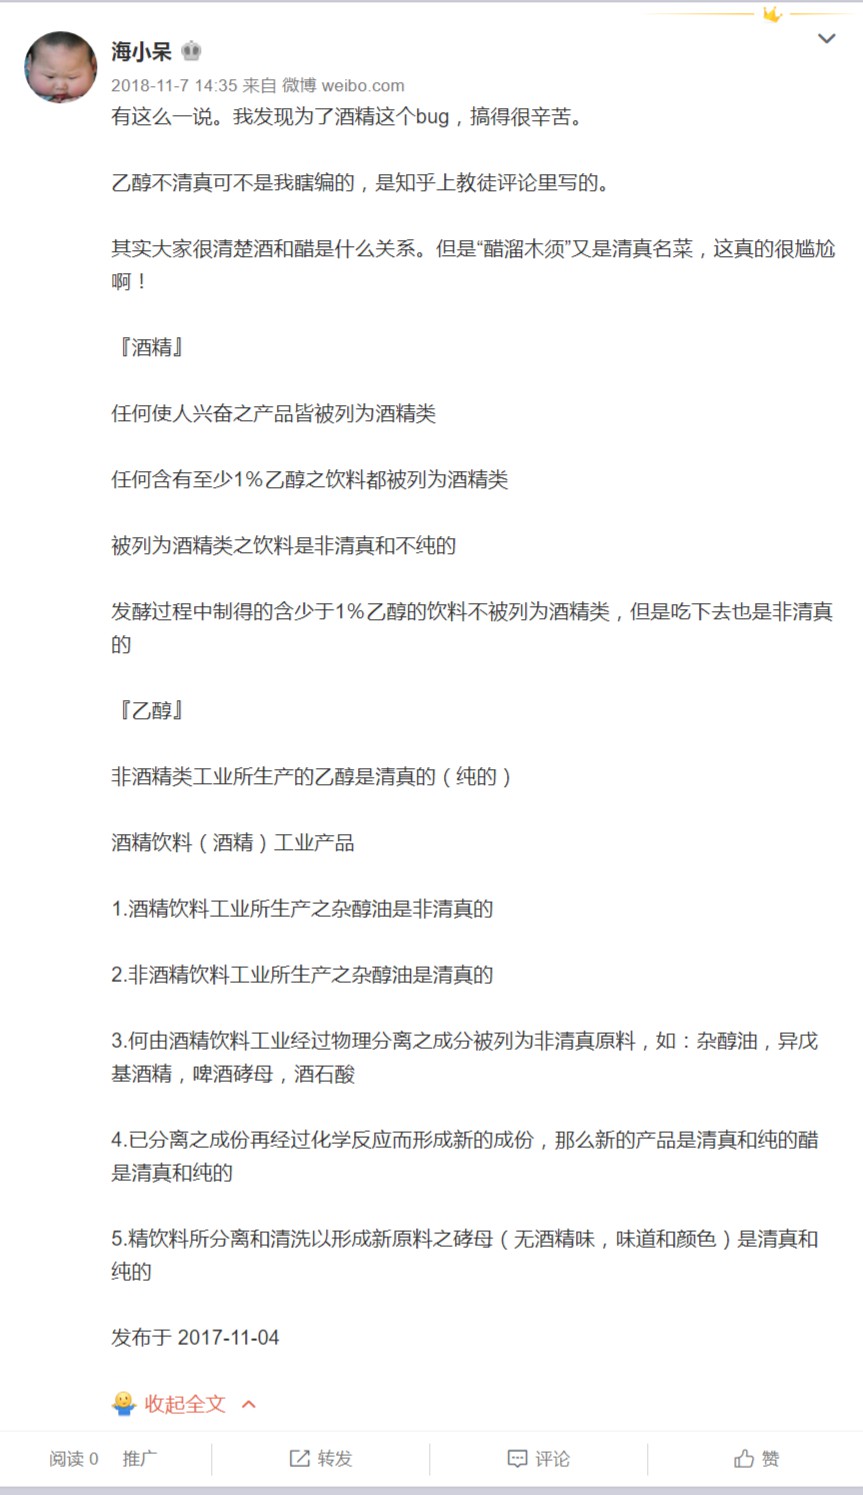 海小呆
2018-11-7 14:35 来自 微博 weibo.com
有这么一说。我发现为了酒精这个bug，搞得很辛苦。
乙醇不清真可不是我瞎编的，是知乎上教徒评论里写的。
其实大家很清楚酒和醋是什么关系。但是“醋溜木须”又是清真名菜，这真的很尴尬
啊！
『酒精』
任何使人兴奋之产品皆被列为酒精类
任何含有至少1%乙醇之饮料都被列为酒精类
被列为酒精类之饮料是非清真和不纯的
发酵过程中制得的含少于1%乙醇的饮料不被列为酒精类，但是吃下去也是非清真
的
『乙醇』
非酒精类工业所生产的乙醇是清真的（纯的）
酒精饮料（酒精）工业产品
1.酒精饮料工业所生产之杂醇油是非清真的
2.非酒精饮料工业所生产之杂醇油是清真的
3.何由酒精饮料工业经过物理分离之成分被列为非清真原料，如：杂醇油，异戊
基酒精，啤酒酵母，酒石酸
4.已分离之成份再经过化学反应而形成新的成份，那么新的产品是清真和纯的醋
是清真和纯的
5.精饮料所分离和清洗以形成新原料之酵母（无酒精味，味道和颜色）是清真和
纯的
发布于 2017-11-04
收起全文
阅读 0 推广 转发 评论 赞